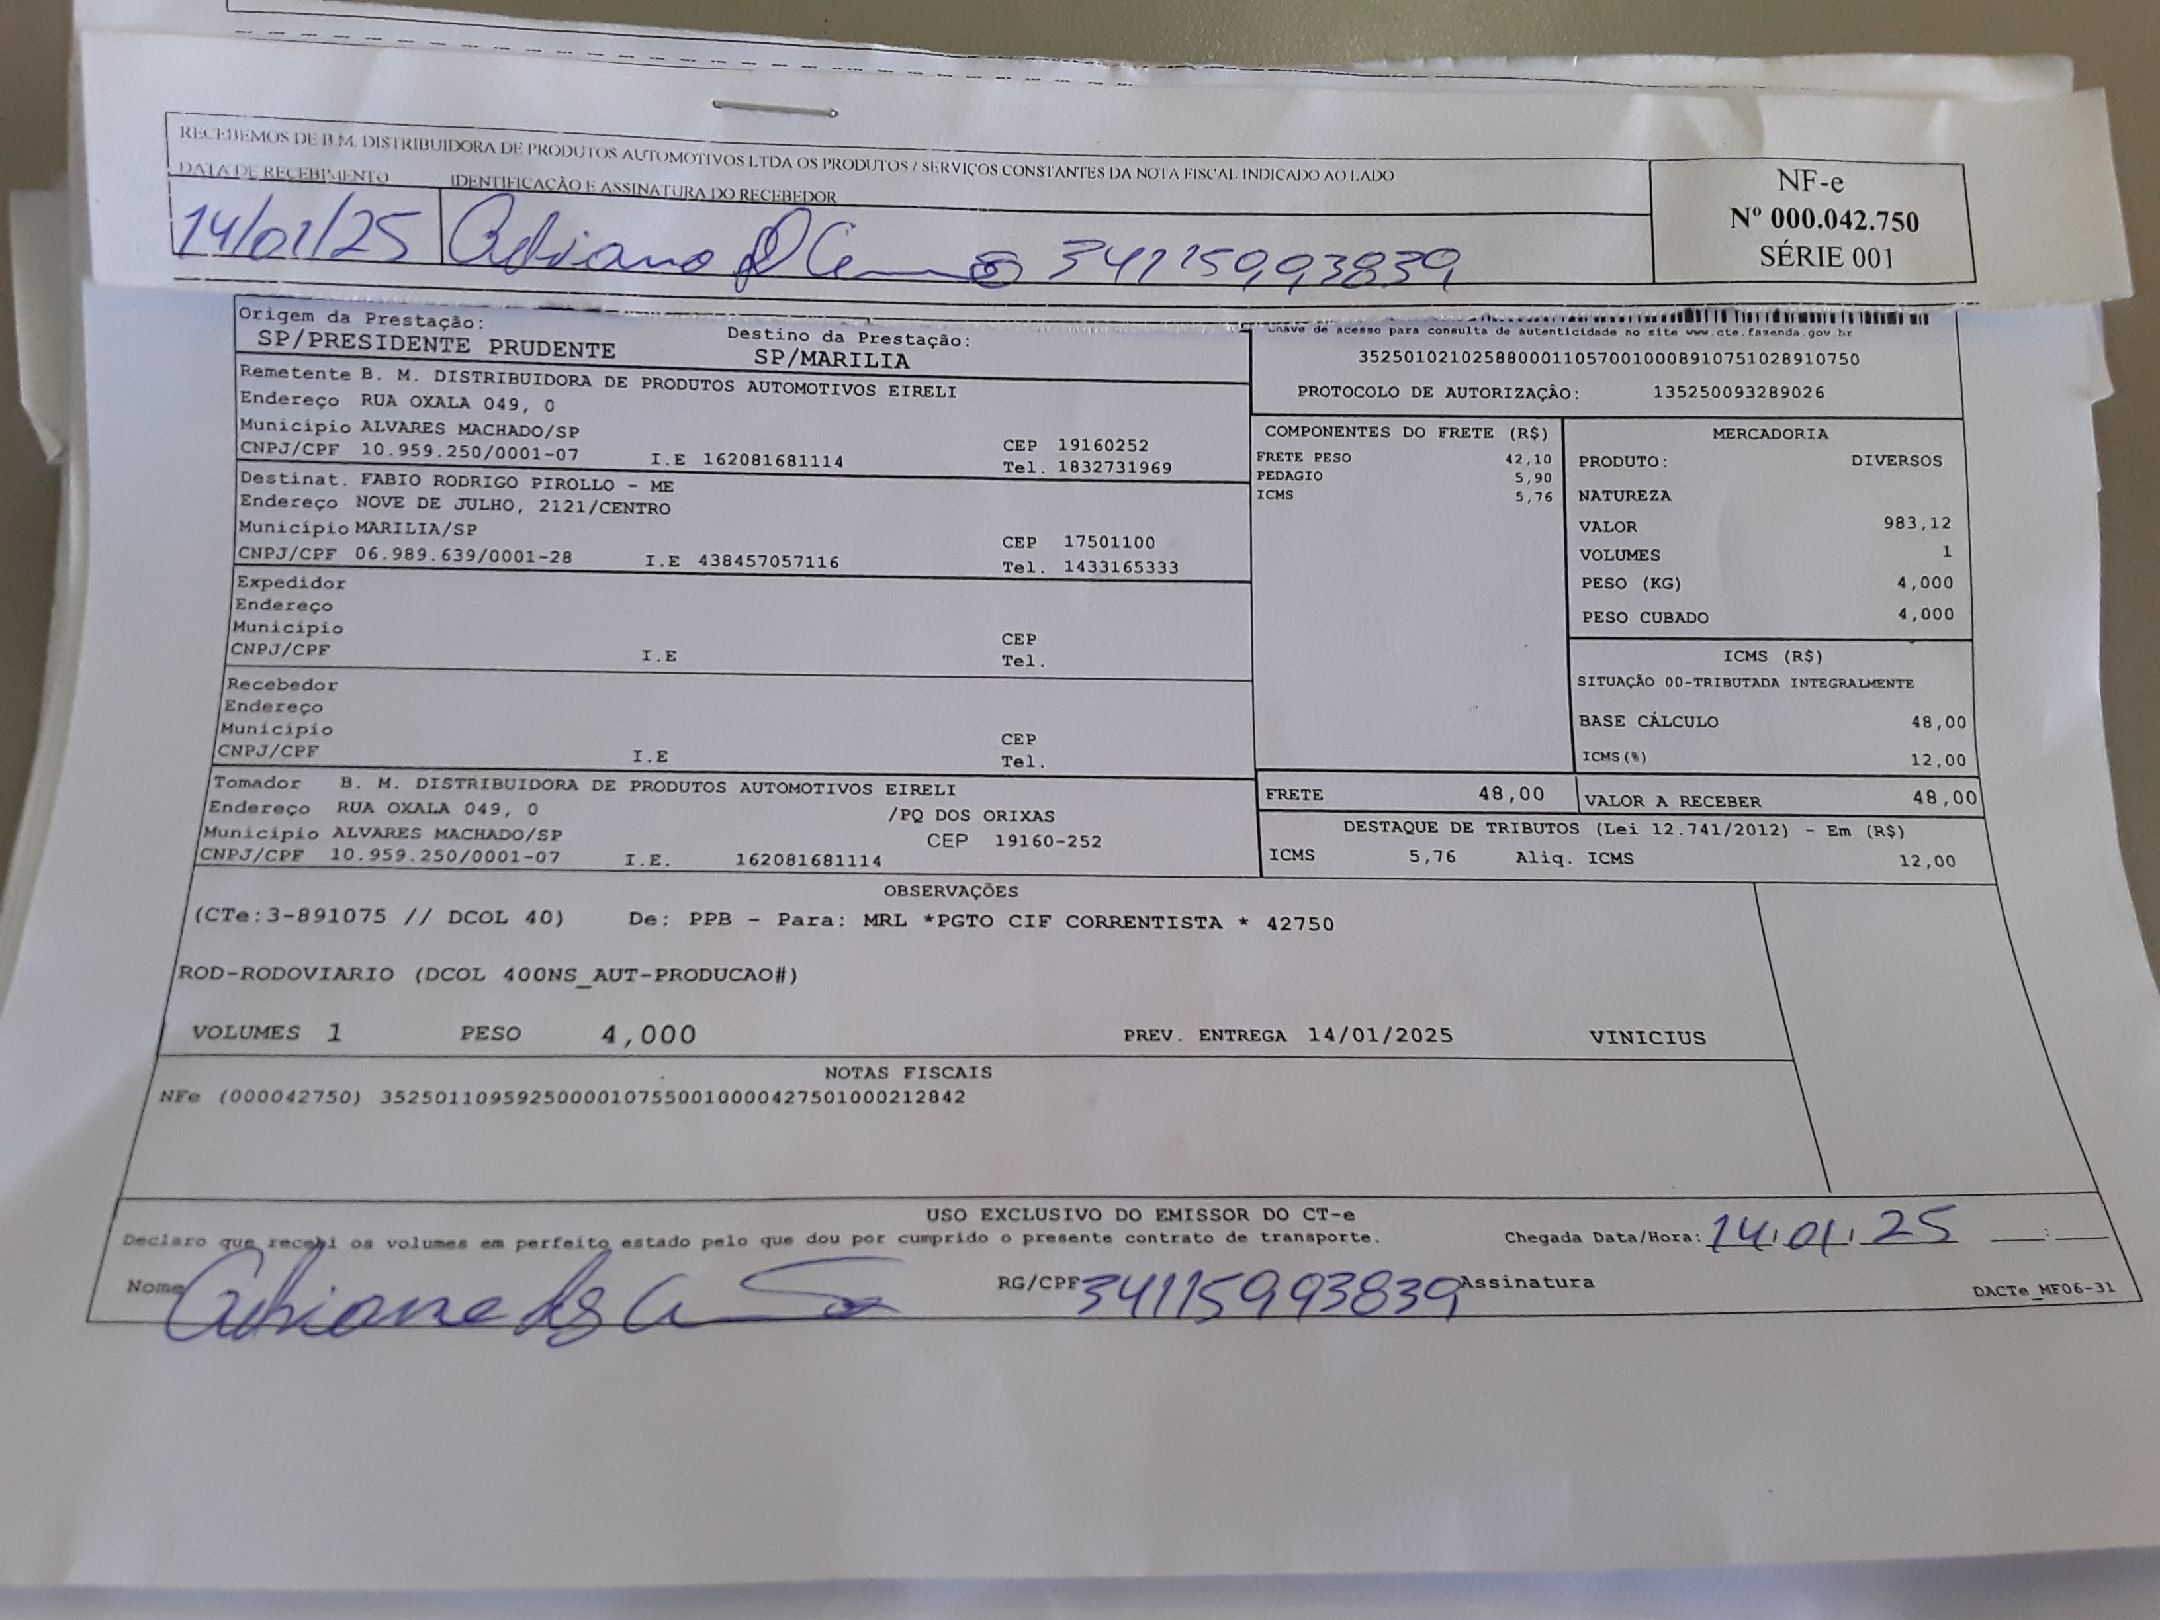 RECEBEMOS DE B.M. DISTRIBUIDORA DE PRODUTOS AUTOMOTIVOS LTDA OS PRODUTOS / SERVIÇOS CONSTANTES DA NOTA FISCAL INDICADO AO LADO
DATA DE RECEBIMENTO IDENTIFICAÇÃO E ASSINATURA DO RECEBEDOR
14/01/25 Adriano 34115993839
NF-e
Nº 000.042.750
SÉRIE 001
Origem da Prestação: Destino da Prestação:
SP/PRESIDENTE PRUDENTE SP/MARILIA
Remetente B. M. DISTRIBUIDORA DE PRODUTOS AUTOMOTIVOS EIRELI
Endereço RUA OXALA 049, 0
Município ALVARES MACHADO/SP CEP 19160252
CNPJ/CPF 10.959.250/0001-07 I.E 162081681114 Tel. 1832731969
Destinat. FABIO RODRIGO PIROLLO - ME
Endereço NOVE DE JULHO, 2121/CENTRO
Município MARILIA/SP CEP 17501100
CNPJ/CPF 06.989.639/0001-28 I.E 438457057116 Tel. 1433165333
Expedidor
Endereço
Município CEP
CNPJ/CPF I.E Tel.
Recebedor
Endereço
Município CEP
CNPJ/CPF I.E Tel.
Tomador B. M. DISTRIBUIDORA DE PRODUTOS AUTOMOTIVOS EIRELI
Endereço RUA OXALA 049, 0 /PQ DOS ORIXAS
Município ALVARES MACHADO/SP CEP 19160-252
CNPJ/CPF 10.959.250/0001-07 I.E. 162081681114
Chave de acesso para consulta de autenticidade no site www.cte.fazenda.gov.br
35250102102588000110570010008910751028910750
PROTOCOLO DE AUTORIZAÇÃO: 135250093289026
COMPONENTES DO FRETE (R$)
FRETE PESO 42,10
PEDAGIO 5,90
ICMS 5,76
MERCADORIA
PRODUTO: DIVERSOS
NATUREZA
VALOR 983,12
VOLUMES 1
PESO (KG) 4,000
PESO CUBADO 4,000
ICMS (R$)
SITUAÇÃO 00-TRIBUTADA INTEGRALMENTE
BASE CÁLCULO 48,00
ICMS(%) 12,00
FRETE 48,00 VALOR A RECEBER 48,00
DESTAQUE DE TRIBUTOS (Lei 12.741/2012) - Em (R$)
ICMS 5,76 Aliq. ICMS 12,00
OBSERVAÇÕES
(CTe:3-891075 // DCOL 40) De: PPB - Para: MRL *PGTO CIF CORRENTISTA * 42750
ROD-RODOVIARIO (DCOL 400NS_AUT-PRODUCAO#)
VOLUMES 1 PESO 4,000 PREV. ENTREGA 14/01/2025 VINICIUS
NOTAS FISCAIS
NFe (000042750) 35250110959250000107550010000427501000212842
USO EXCLUSIVO DO EMISSOR DO CT-e
Declaro que recebi os volumes em perfeito estado pelo que dou por cumprido o presente contrato de transporte. Chegada Data/Hora: 14.01.25 :
Nome RG/CPF 34115993839 Assinatura DACTe_MF06-31